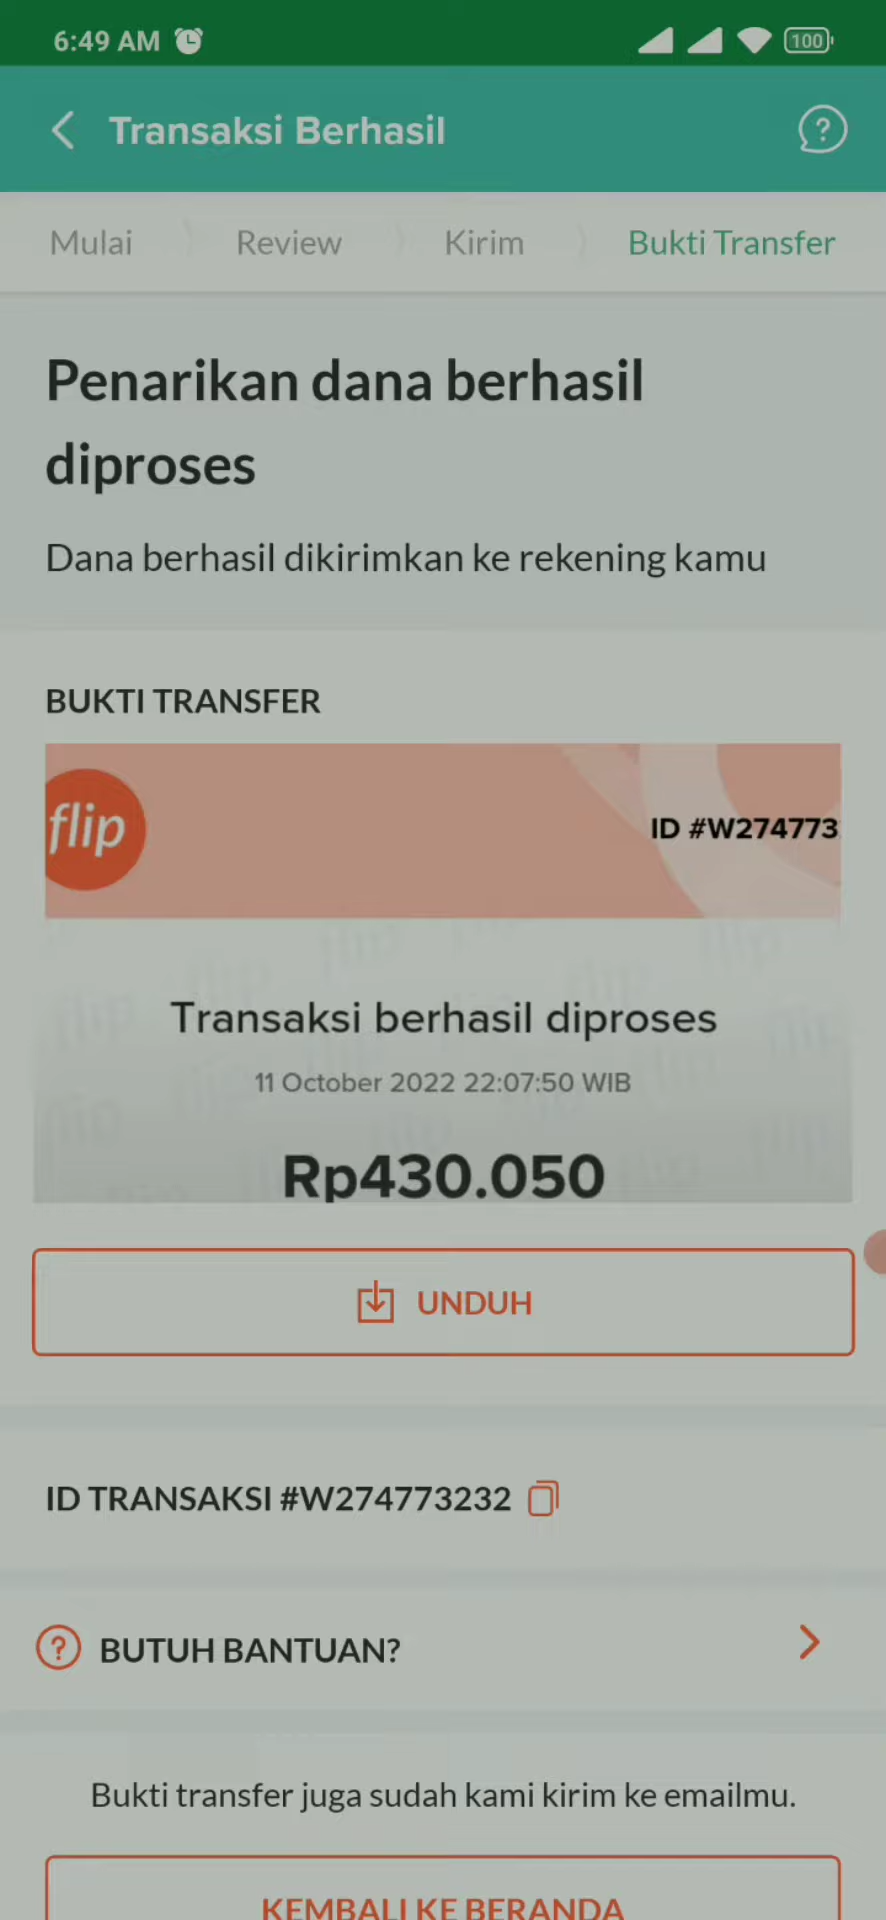 6:49 AM
100
Transaksi Berhasil
Mulai
Review
Kirim
Bukti Transfer
Penarikan dana berhasil
diproses
Dana berhasil dikirimkan ke rekening kamu
BUKTI TRANSFER
flip
ID #W274773
Transaksi berhasil diproses
11 October 2022 22:07:50 WIB
Rp430.050
UNDUH
ID TRANSAKSI #W274773232
BUTUH BANTUAN?
Bukti transfer juga sudah kami kirim ke emailmu.
KEMBALI KE BERANDA